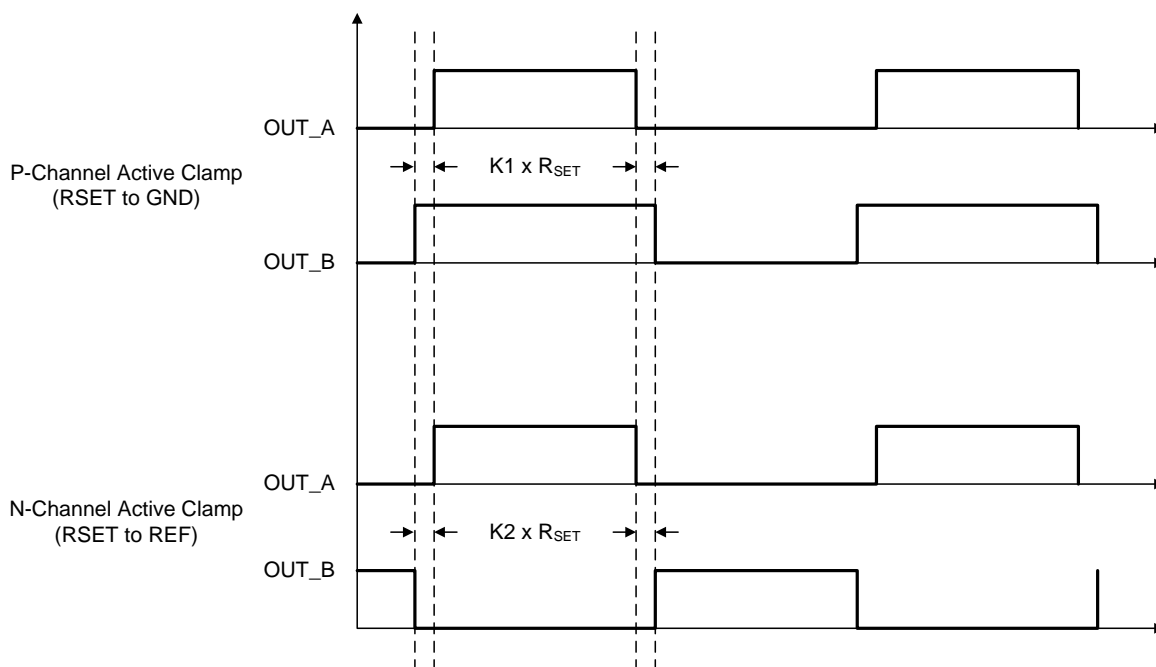 OUT_A
P-Channel Active Clamp
(RSET to GND)
K1 x RSET
OUT_B
OUT_A
N-Channel Active Clamp
(RSET to REF)
K2 x RSET
OUT_B